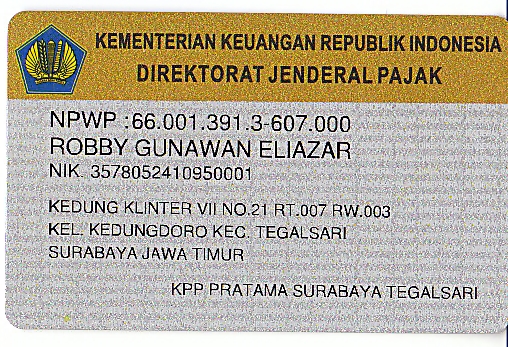 KEMENTERIAN KEUANGAN REPUBLIK INDONESIA
DIREKTORAT JENDERAL PAJAK
NPWP :66.001.391.3-607.000
ROBBY GUNAWAN ELIAZAR
NIK. 3578052410950001
KEDUNG KLINTER VII NO.21 RT.007 RW.003
KEL. KEDUNGDORO KEC. TEGALSARI
SURABAYA JAWA TIMUR
KPP PRATAMA SURABAYA TEGALSARI